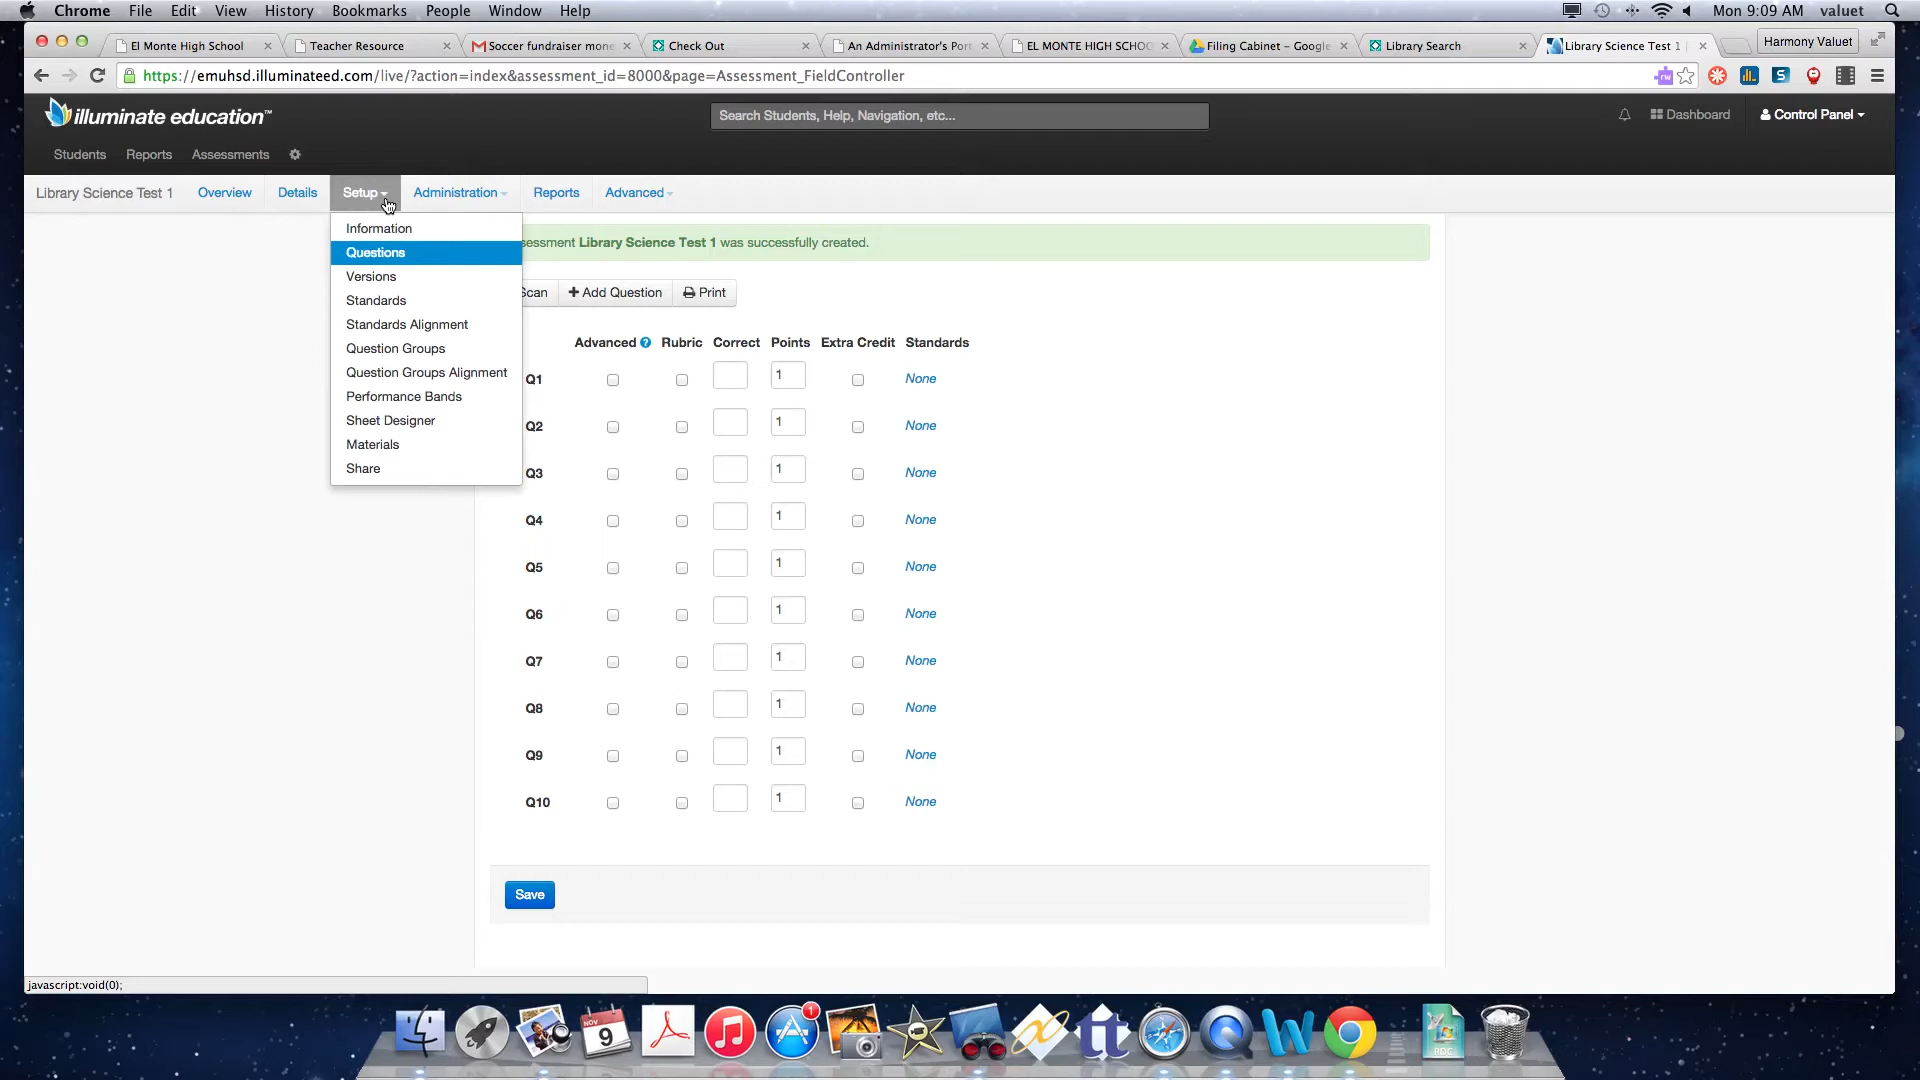 Chrome File Edit View History Bookmarks People Window Help Mon 9:09 AM valuet
El Monte High School Teacher Resource Soccer fundraiser mone Check Out An Administrator's Port EL MONTE HIGH SCHOO Filing Cabinet – Google Library Search Library Science Test 1 Harmony Valuet
https://emuhsd.illuminateed.com/live/?action=index&assessment_id=8000&page=Assessment_FieldController
illuminate education™ Search Students, Help, Navigation, etc... Dashboard Control Panel
Students Reports Assessments
Library Science Test 1 Overview Details Setup Administration Reports Advanced
Information
Questions
Versions
Standards
Standards Alignment
Question Groups
Question Groups Alignment
Performance Bands
Sheet Designer
Materials
Share
sessment Library Science Test 1 was successfully created.
Scan Add Question Print
Advanced ? Rubric Correct Points Extra Credit Standards
Q1 1 None
Q2 1 None
Q3 1 None
Q4 1 None
Q5 1 None
Q6 1 None
Q7 1 None
Q8 1 None
Q9 1 None
Q10 1 None
Save
javascript:void(0);
NOV
9
1
RDC